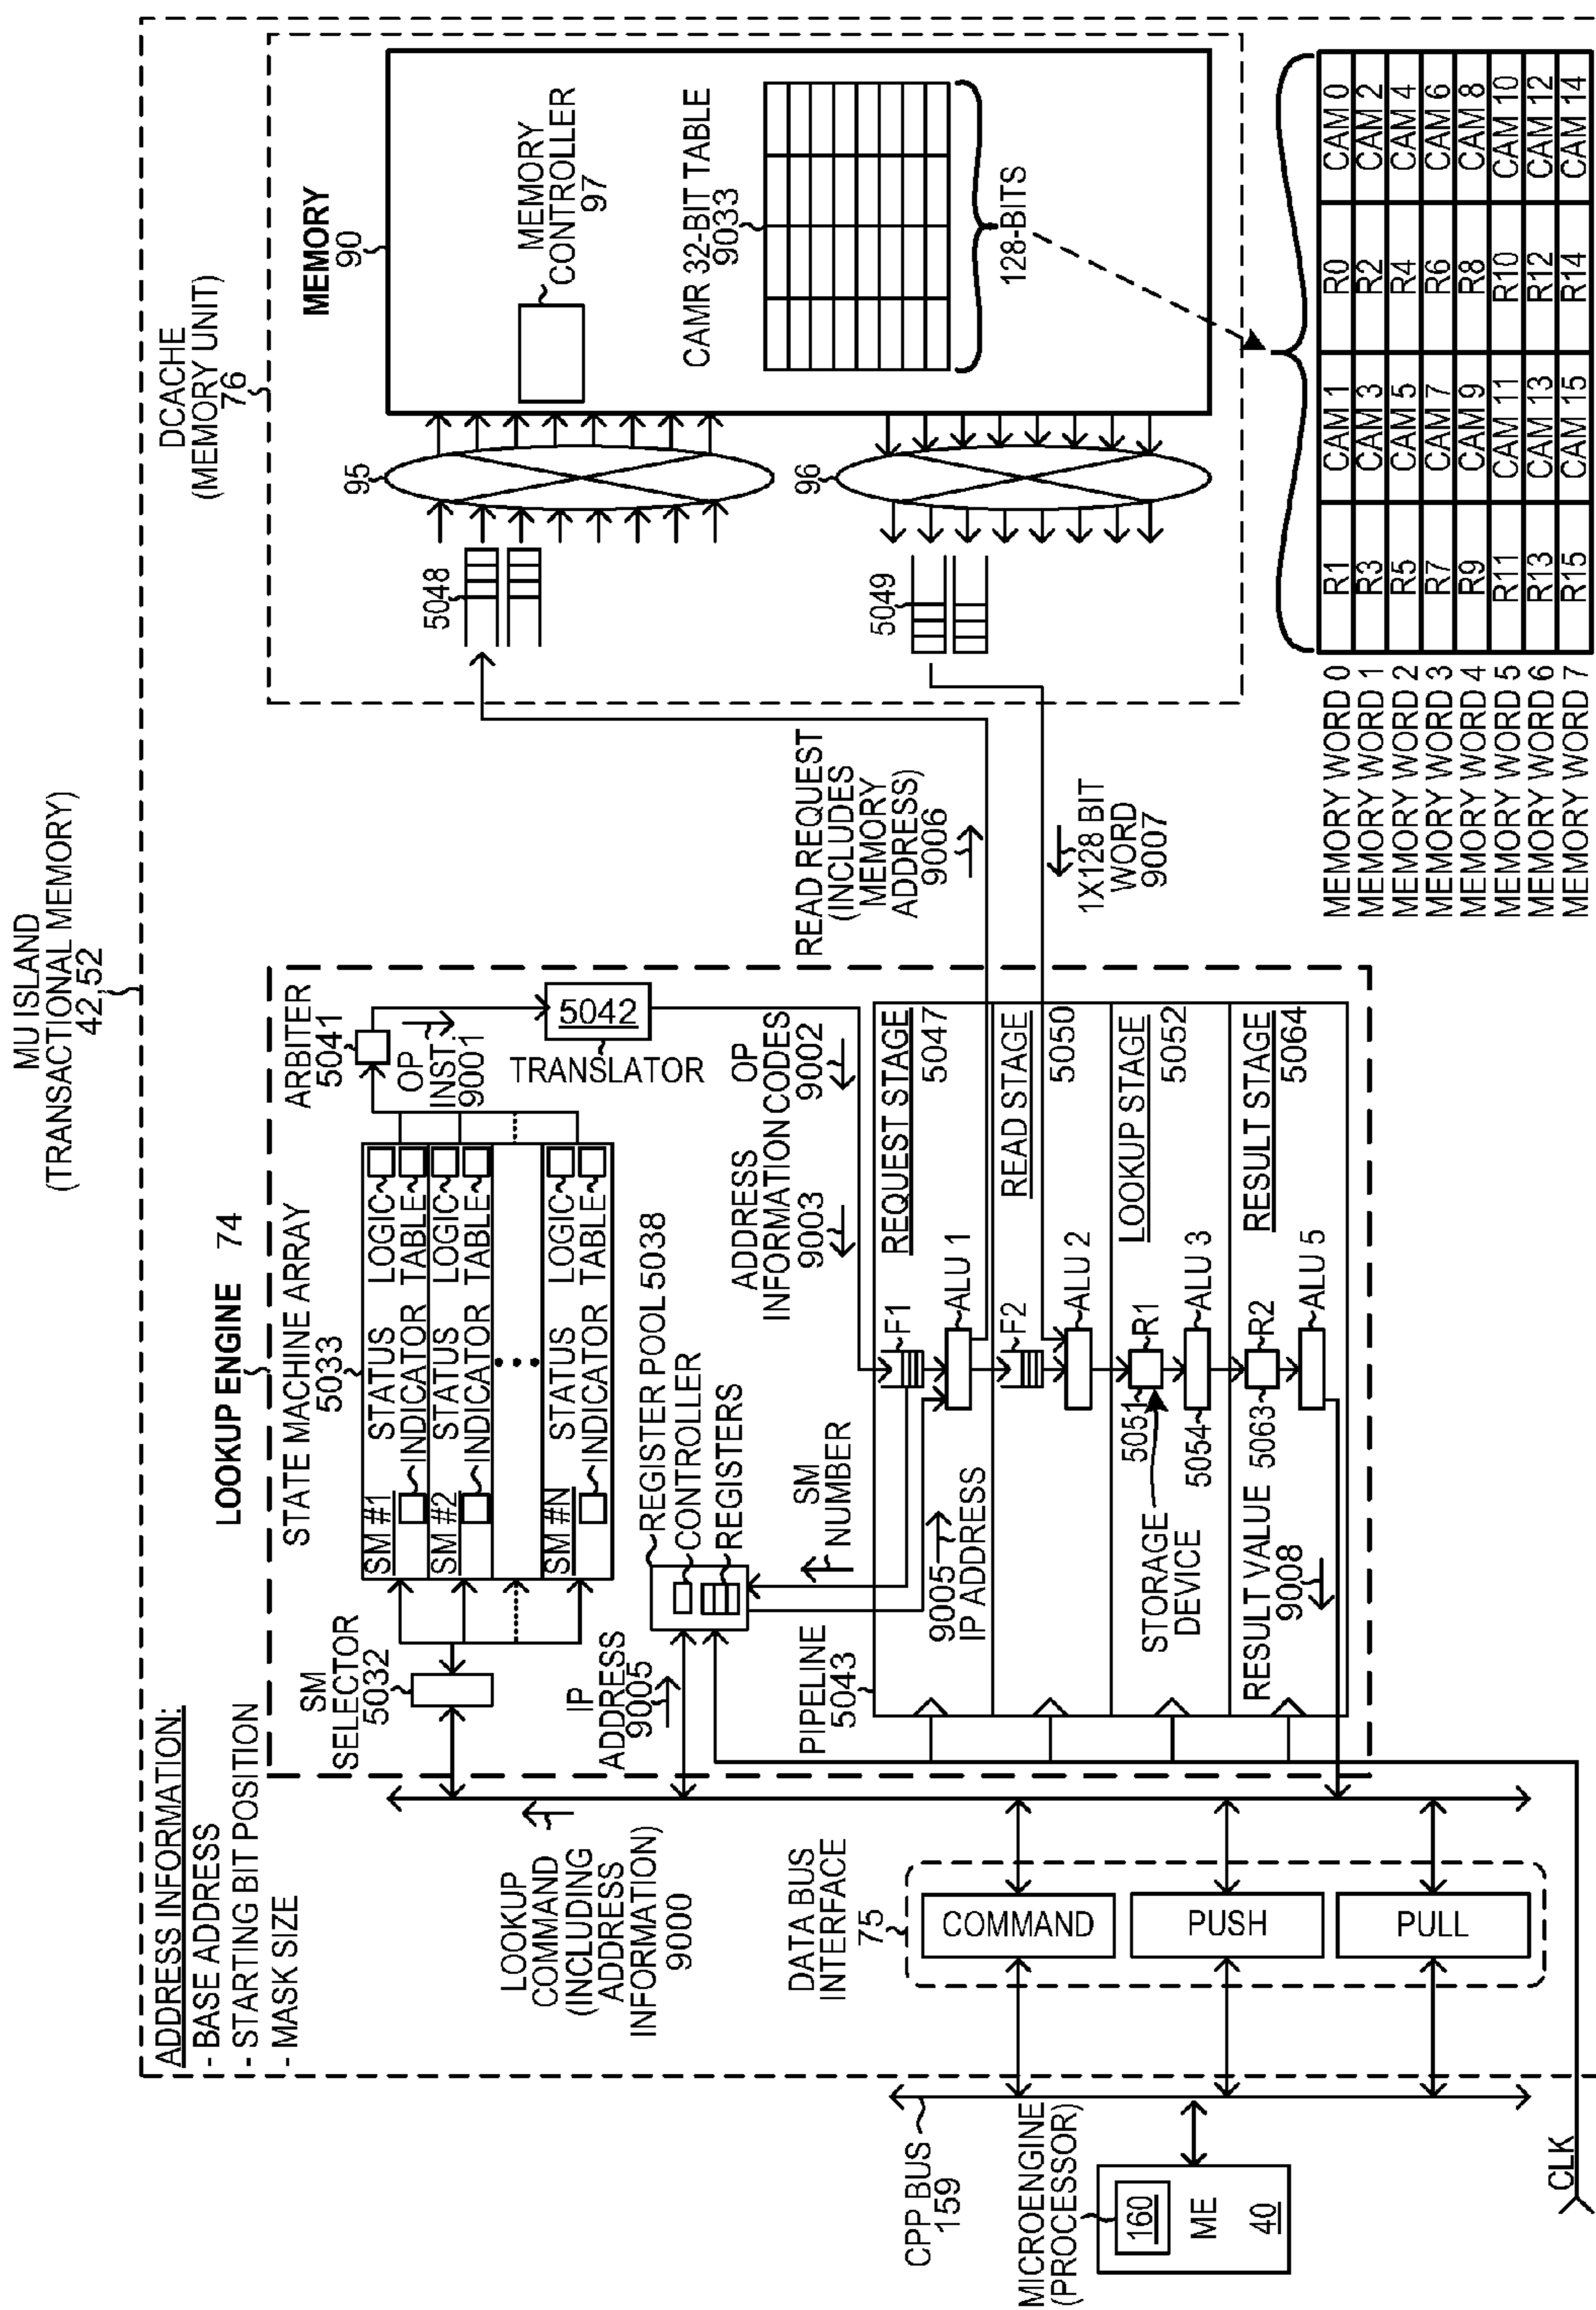 MU ISLAND
(TRANSACTIONAL MEMORY)
42,52
ADDRESS INFORMATION:
- BASE ADDRESS
- STARTING BIT POSITION
- MASK SIZE
LOOKUP ENGINE 74
STATE MACHINE ARRAY
5033
SM
SELECTOR
5032
SM #1
STATUS
INDICATOR
LOGIC
TABLE
SM #2
STATUS
INDICATOR
LOGIC
TABLE
SM #N
STATUS
INDICATOR
LOGIC
TABLE
ARBITER
5041
OP
INST.
9001
5042
TRANSLATOR
REGISTER POOL 5038
CONTROLLER
REGISTERS
IP
ADDRESS
9005
SM
NUMBER
9005
IP ADDRESS
ADDRESS
INFORMATION
9003
OP
CODES
9002
PIPELINE
5043
REQUEST STAGE
5047
F1
ALU 1
READ STAGE
5050
F2
ALU 2
LOOKUP STAGE
5052
5051
R1
5054
ALU 3
STORAGE
DEVICE
RESULT STAGE
5064
5063
R2
ALU 5
RESULT VALUE
9008
LOOKUP
COMMAND
(INCLUDING
ADDRESS
INFORMATION)
9000
DATA BUS
INTERFACE
75
COMMAND
PUSH
PULL
CPP BUS
159
MICROENGINE
(PROCESSOR)
160
ME
40
CLK
DCACHE
(MEMORY UNIT)
76
MEMORY
90
MEMORY
CONTROLLER
97
CAMR 32-BIT TABLE
9033
128-BITS
95
96
5048
5049
READ REQUEST
(INCLUDES
MEMORY
ADDRESS)
9006
1X128 BIT
WORD
9007
MEMORY WORD 0 R1 CAM 1 R0 CAM 0
MEMORY WORD 1 R3 CAM 3 R2 CAM 2
MEMORY WORD 2 R5 CAM 5 R4 CAM 4
MEMORY WORD 3 R7 CAM 7 R6 CAM 6
MEMORY WORD 4 R9 CAM 9 R8 CAM 8
MEMORY WORD 5 R11 CAM 11 R10 CAM 10
MEMORY WORD 6 R13 CAM 13 R12 CAM 12
MEMORY WORD 7 R15 CAM 15 R14 CAM 14